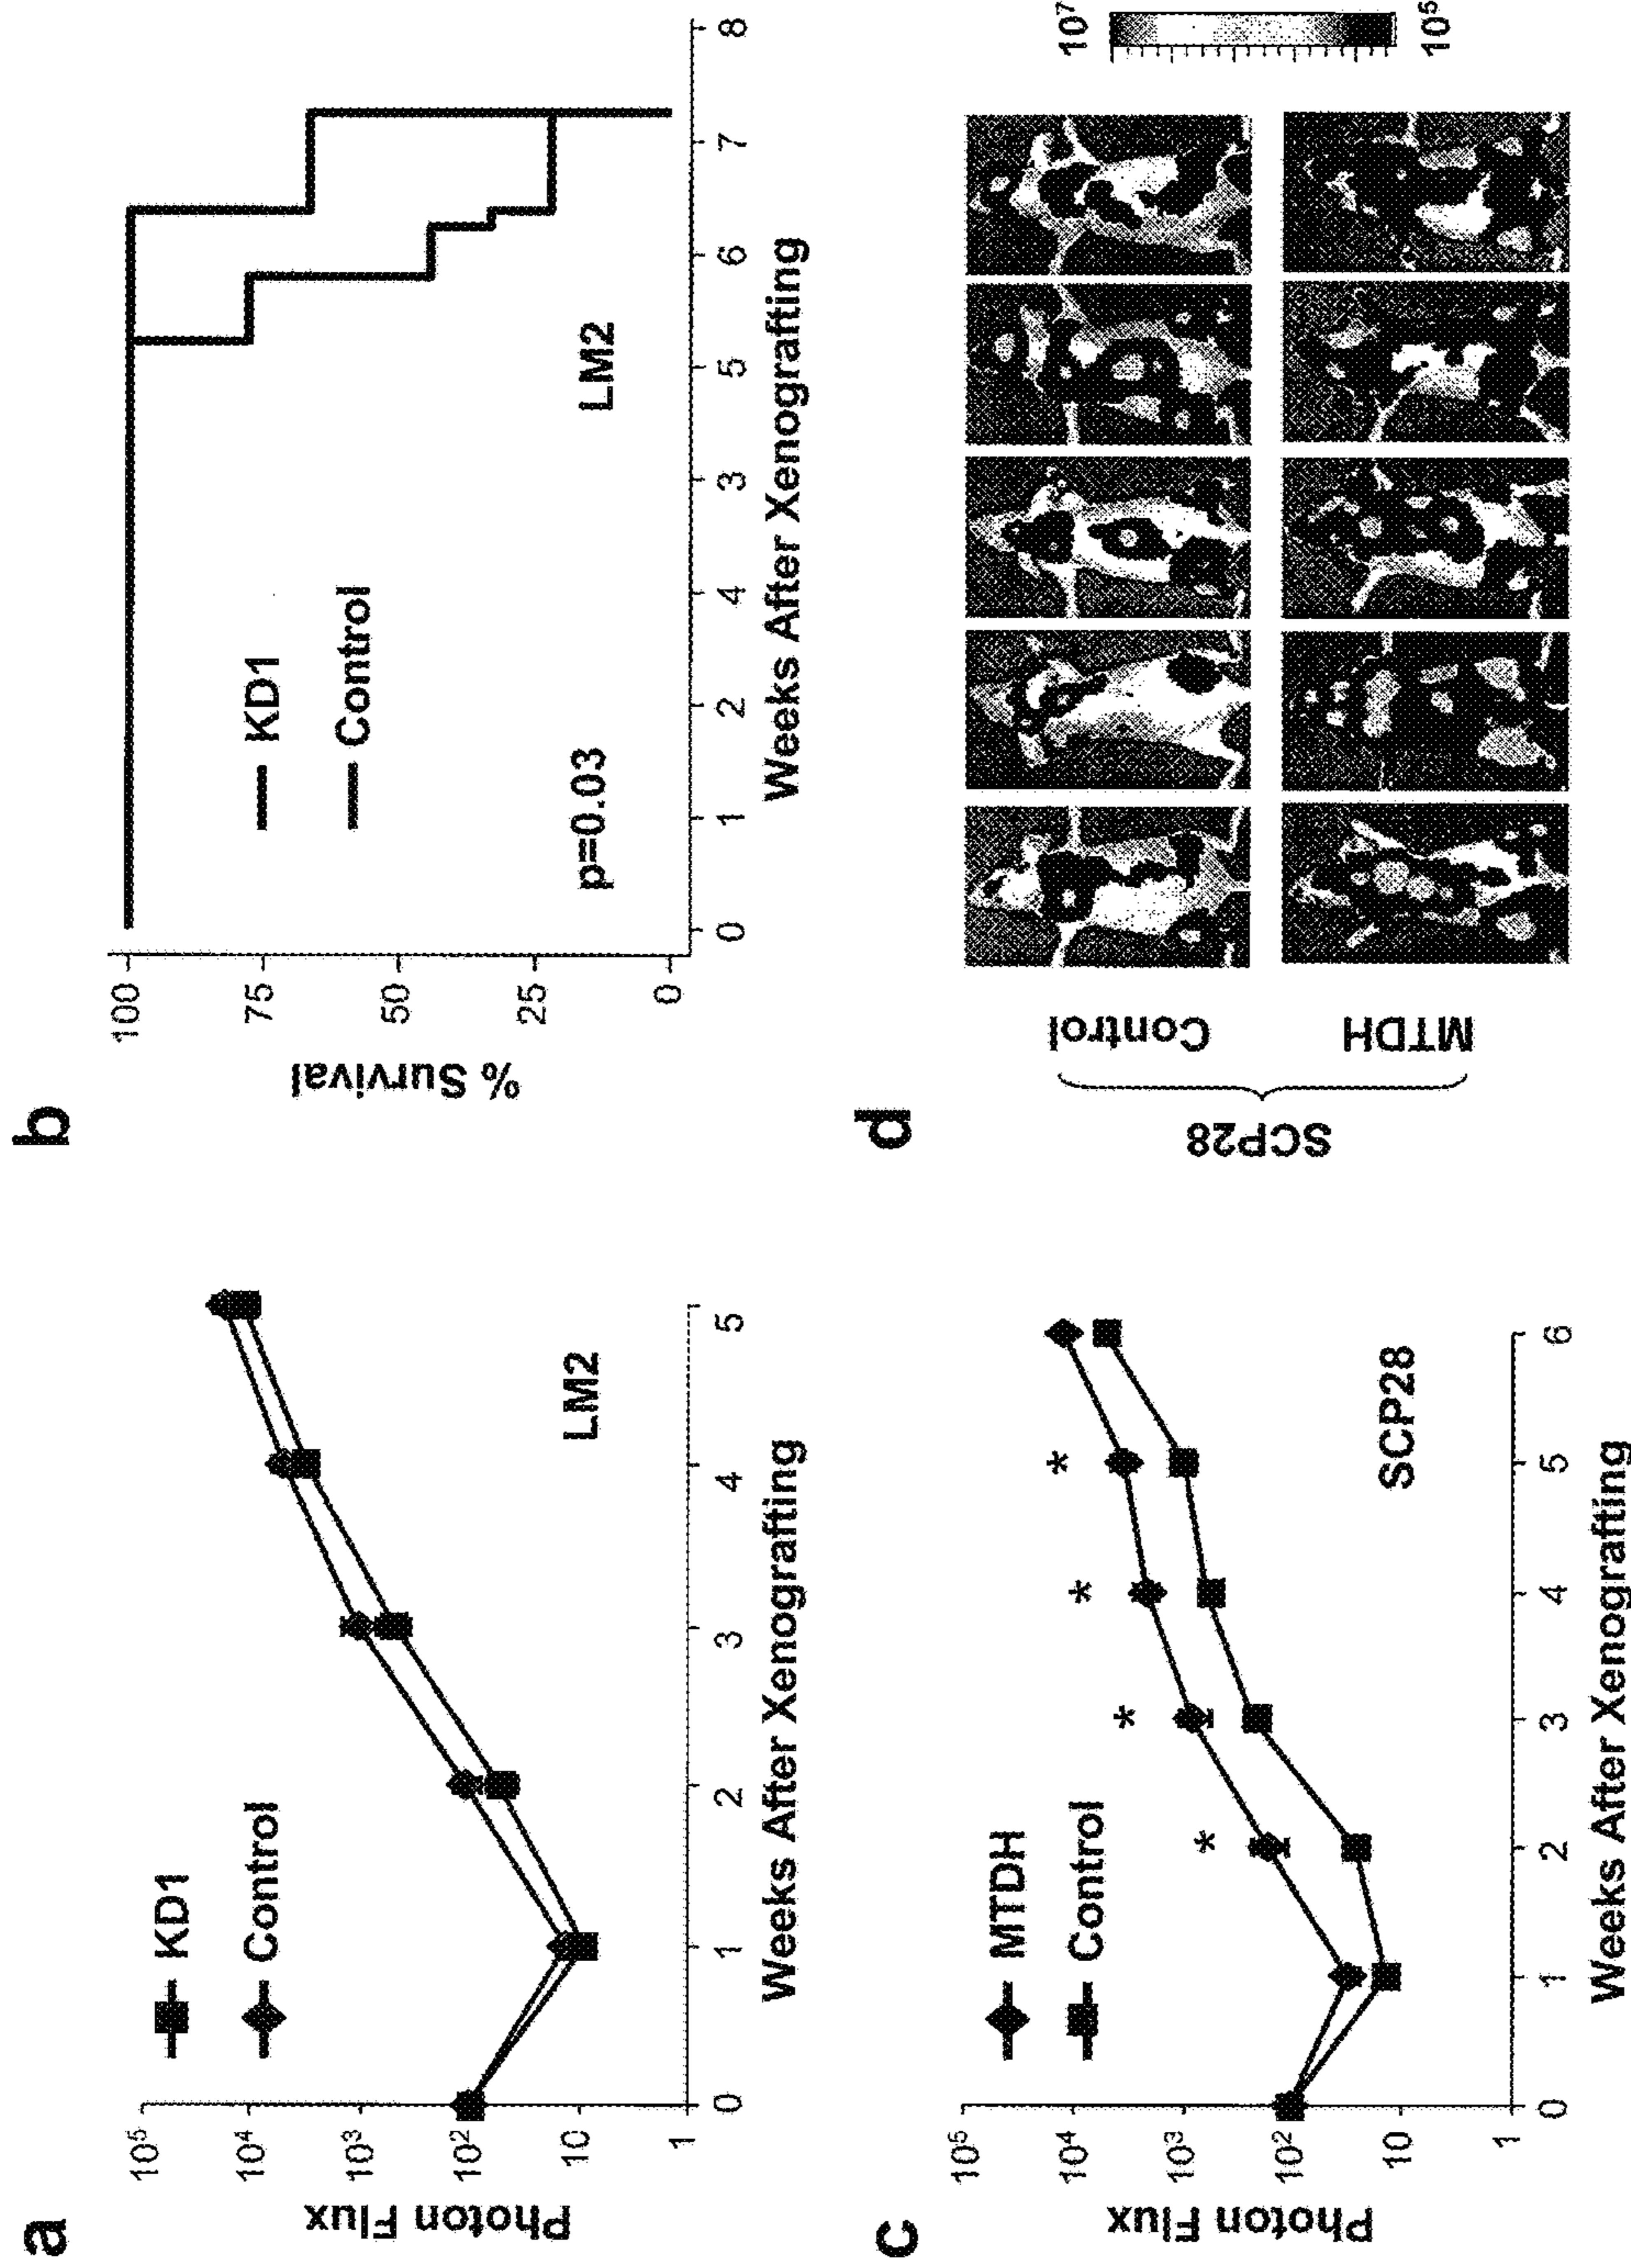 a
Photon Flux
10⁵
10⁴
10³
10²
10
1
KD1
Control
LM2
0 1 2 3 4 5
Weeks After Xenografting
b
% Survival
100
75
50
25
0
KD1
Control
p=0.03
LM2
0 1 2 4 3 5 6 7 8
Weeks After Xenografting
c
Photon Flux
10⁵
10⁴
10³
10²
10
1
MTDH
Control
* * * *
SCP28
0 1 2 3 4 5 6
Weeks After Xenografting
d
SCP28
Control
MTDH
10⁷
10⁵